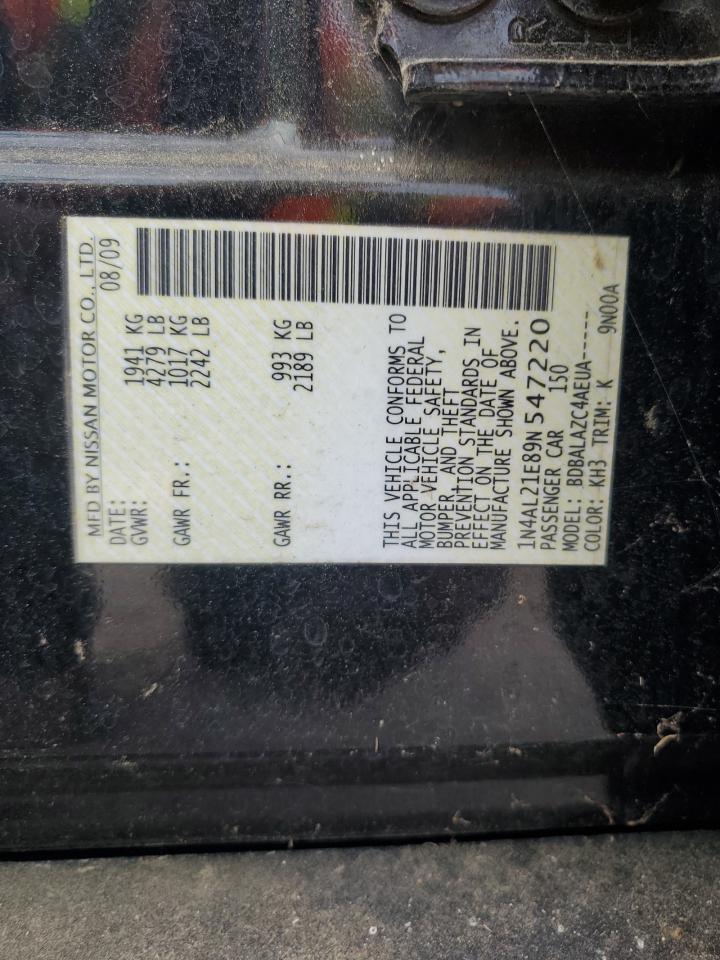 MFD BY NISSAN MOTOR CO., LTD.
DATE: 08/09
GVWR: 1941 KG
4279 LB
GAWR FR.: 1017 KG
2242 LB
GAWR RR.: 993 KG
2189 LB
THIS VEHICLE CONFORMS TO
ALL APPLICABLE FEDERAL
MOTOR VEHICLE SAFETY,
BUMPER, AND THEFT
PREVENTION STANDARDS IN
EFFECT ON THE DATE OF
MANUFACTURE SHOWN ABOVE.
1N4AL21E89N547220
PASSENGER CAR 150
MODEL: BDBALAZC4AEUA------
COLOR: KH3 TRIM: K 9N00A